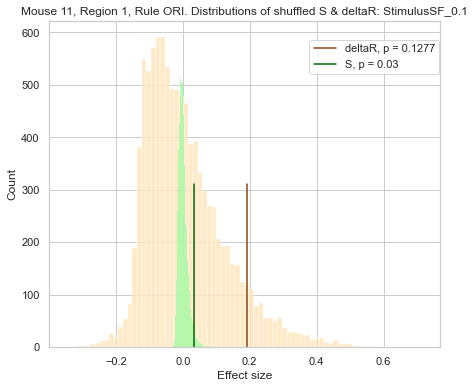 Mouse 11, Region 1, Rule ORI. Distributions of shuffled S & deltaR: StimulusSF_0.1
deltaR, p = 0.1277
S, p = 0.03
600
500
400
300
200
100
0
Count
−0.2 0.0 0.2 0.4 0.6
Effect size